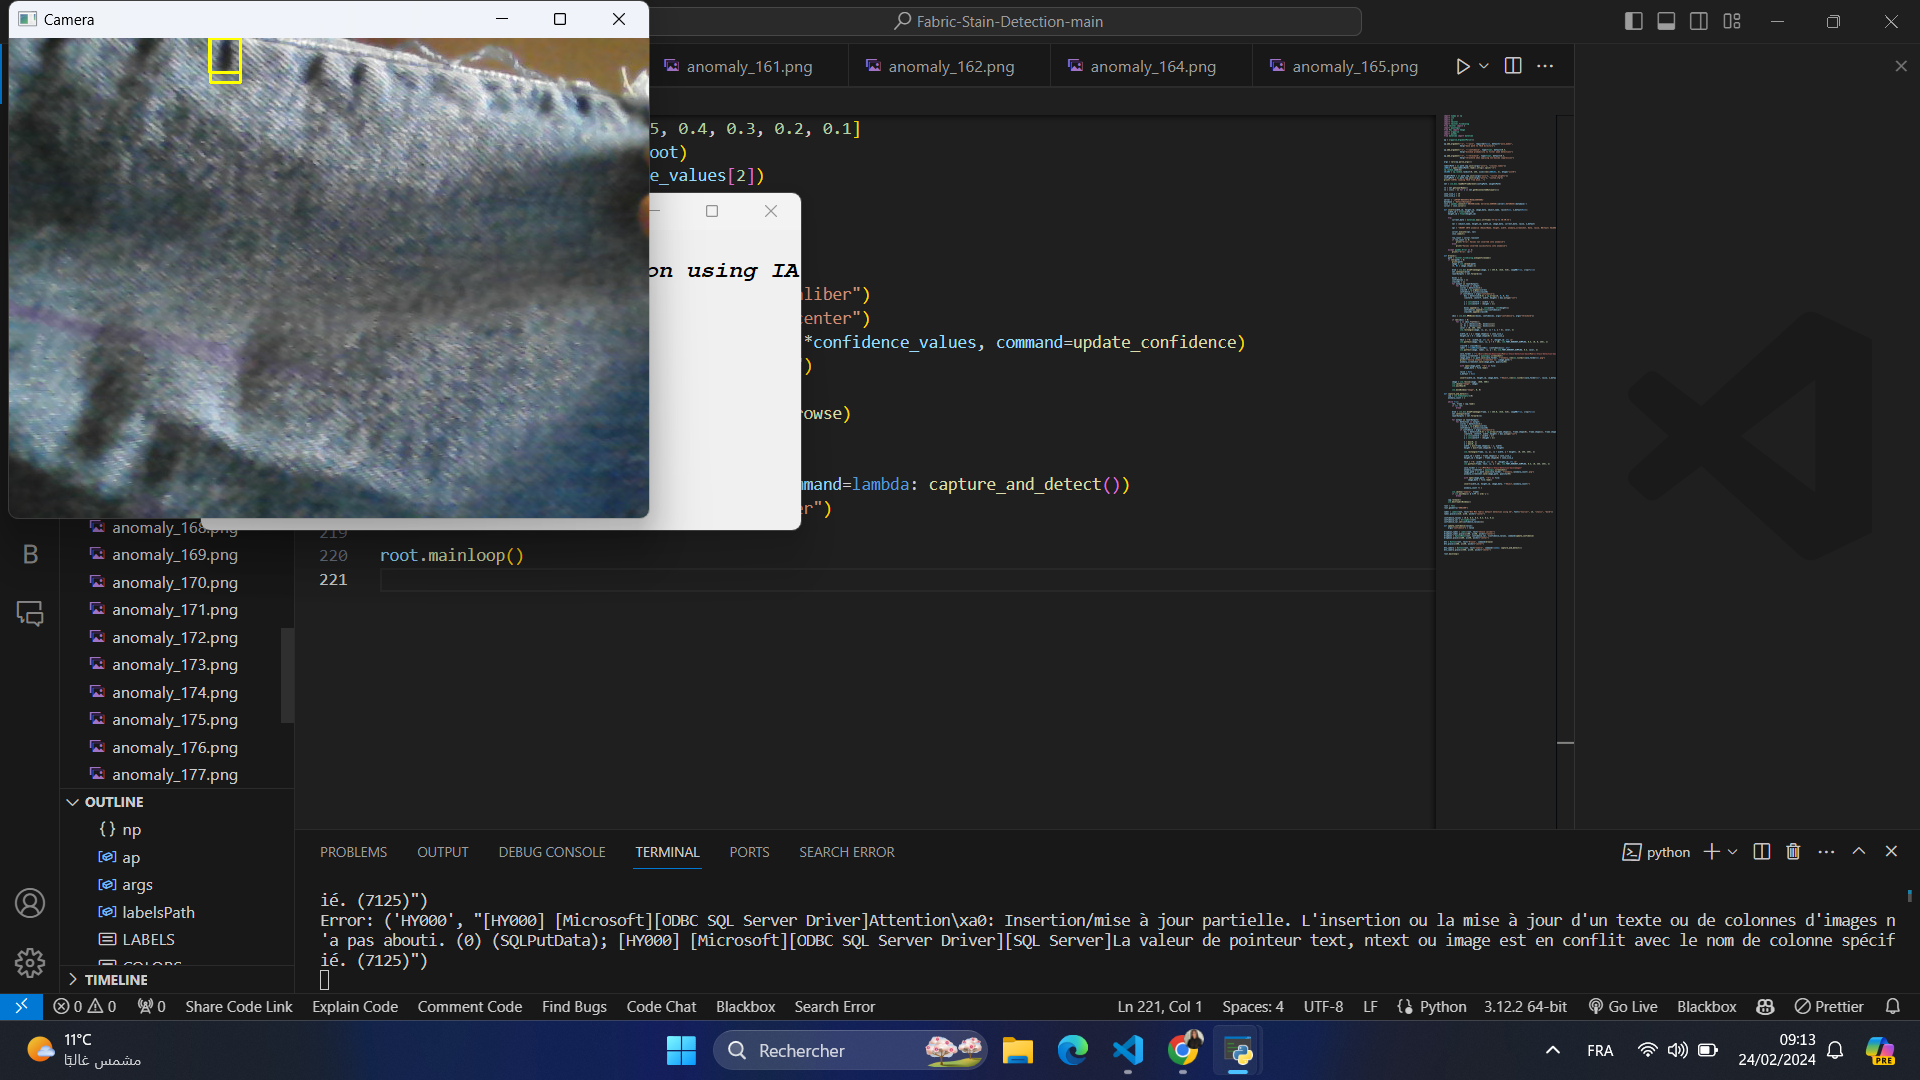 Camera
Fabric-Stain-Detection-main
anomaly_161.png
anomaly_162.png
anomaly_164.png
anomaly_165.png
5, 0.4, 0.3, 0.2, 0.1]
oot)
e_values[2])
on using IA
aliber")
center")
*confidence_values, command=update_confidence)
)
rowse)
mmand=lambda: capture_and_detect())
er")
219
220 root.mainloop()
221
anomaly_168.png
anomaly_169.png
anomaly_170.png
anomaly_171.png
anomaly_172.png
anomaly_173.png
anomaly_174.png
anomaly_175.png
anomaly_176.png
anomaly_177.png
OUTLINE
{} np
ap
args
labelsPath
LABELS
COLORS
TIMELINE
PROBLEMS OUTPUT DEBUG CONSOLE TERMINAL PORTS SEARCH ERROR
python
ié. (7125)")
Error: ('HY000', "[HY000] [Microsoft][ODBC SQL Server Driver]Attention\xa0: Insertion/mise à jour partielle. L'insertion ou la mise à jour d'un texte ou de colonnes d'images n
'a pas abouti. (0) (SQLPutData); [HY000] [Microsoft][ODBC SQL Server Driver][SQL Server]La valeur de pointeur text, ntext ou image est en conflit avec le nom de colonne spécif
ié. (7125)")
0 0 0 Share Code Link Explain Code Comment Code Find Bugs Code Chat Blackbox Search Error
Ln 221, Col 1 Spaces: 4 UTF-8 LF {} Python 3.12.2 64-bit Go Live Blackbox Prettier
11°C
مشمس غالبًا
Rechercher
FRA
09:13
24/02/2024
PRE